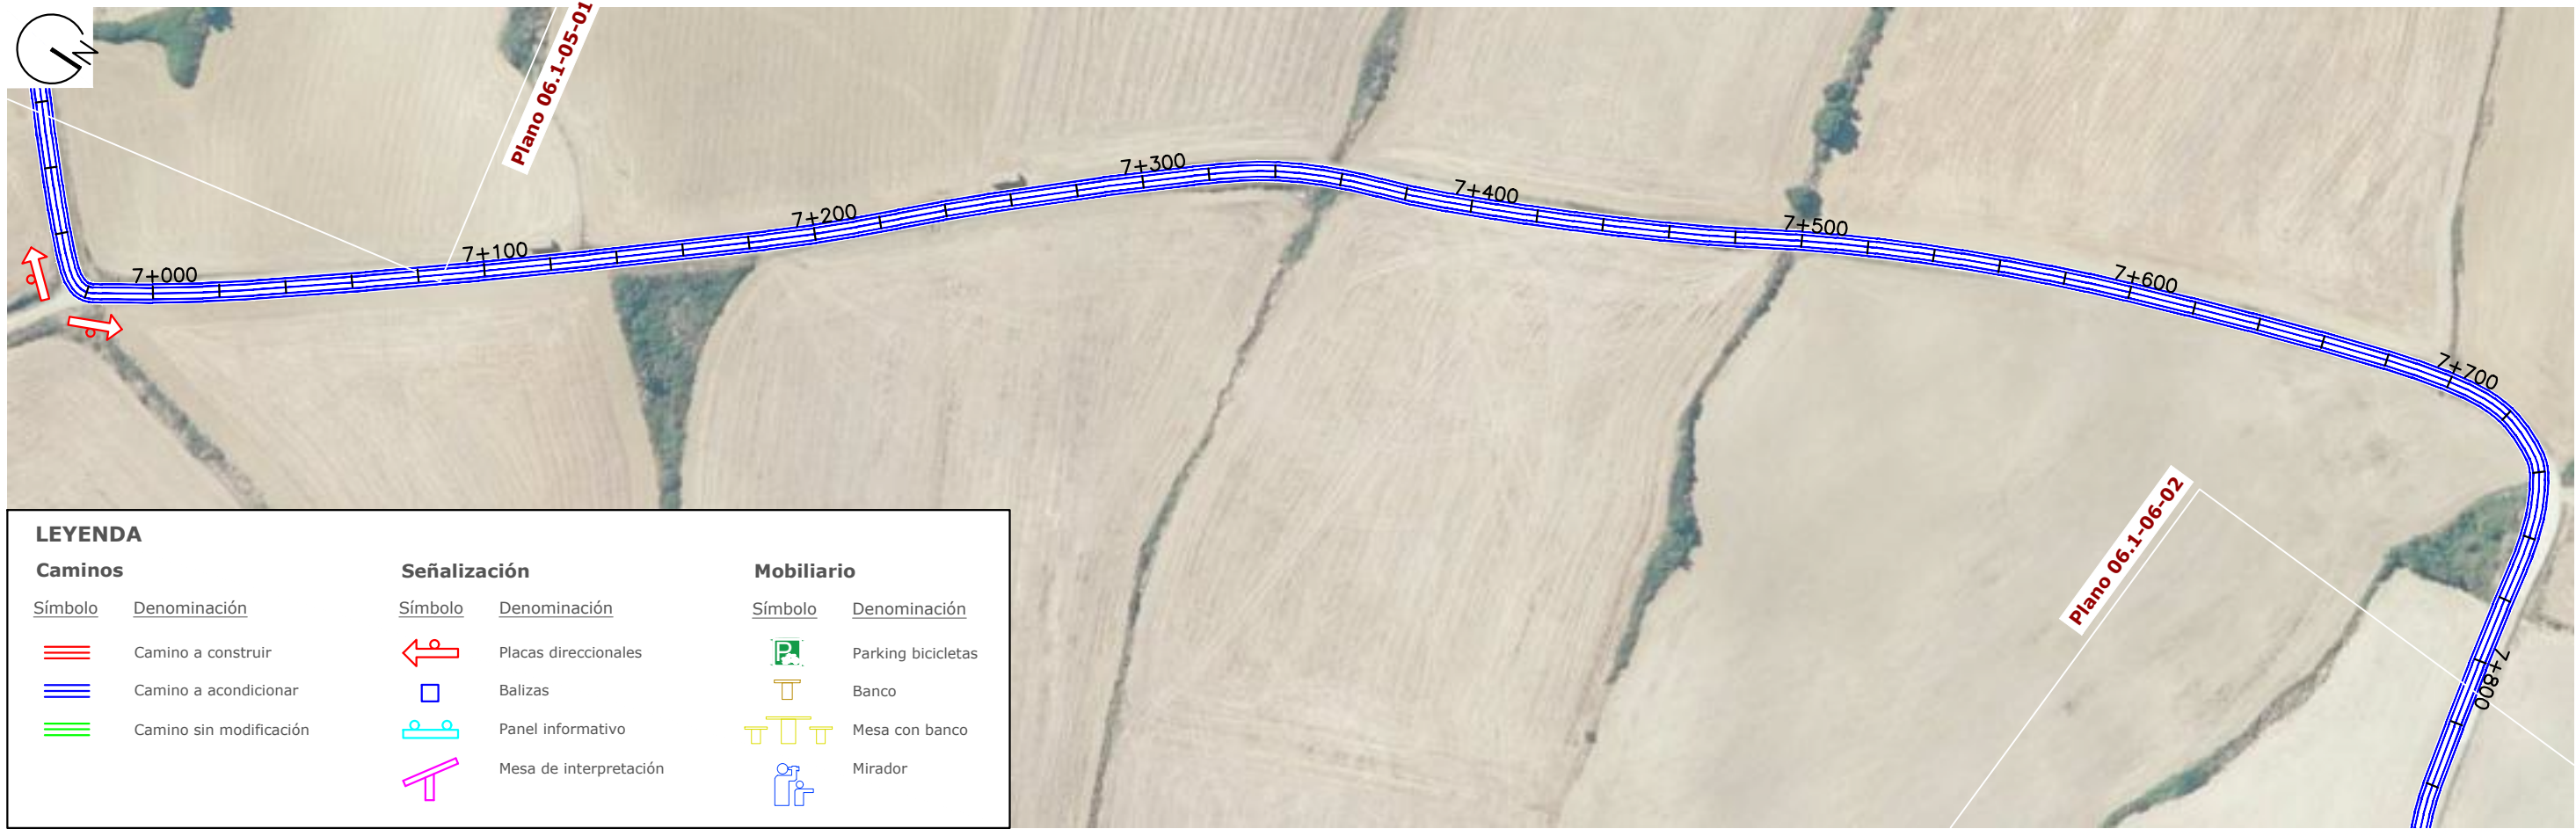 N
Plano 06.1-05-01
7+000
7+100
7+200
7+300
7+400
7+500
7+600
7+700
7+800
Plano 06.1-06-02
LEYENDA
Caminos
Símbolo Denominación
Camino a construir
Camino a acondicionar
Camino sin modificación
Señalización
Símbolo Denominación
Placas direccionales
Balizas
Panel informativo
Mesa de interpretación
Mobiliario
Símbolo Denominación
P
Parking bicicletas
Banco
Mesa con banco
Mirador